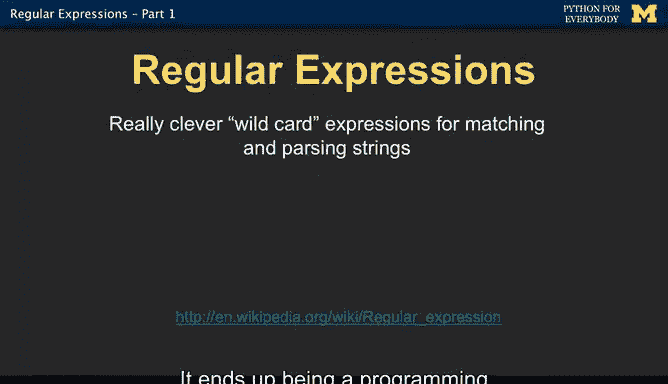 Regular Expressions – Part 1
PYTHON FOR
EVERYBODY
M
Regular Expressions
Really clever “wild card” expressions for matching
and parsing strings
http://en.wikipedia.org/wiki/Regular_expression
It ends up being a programming